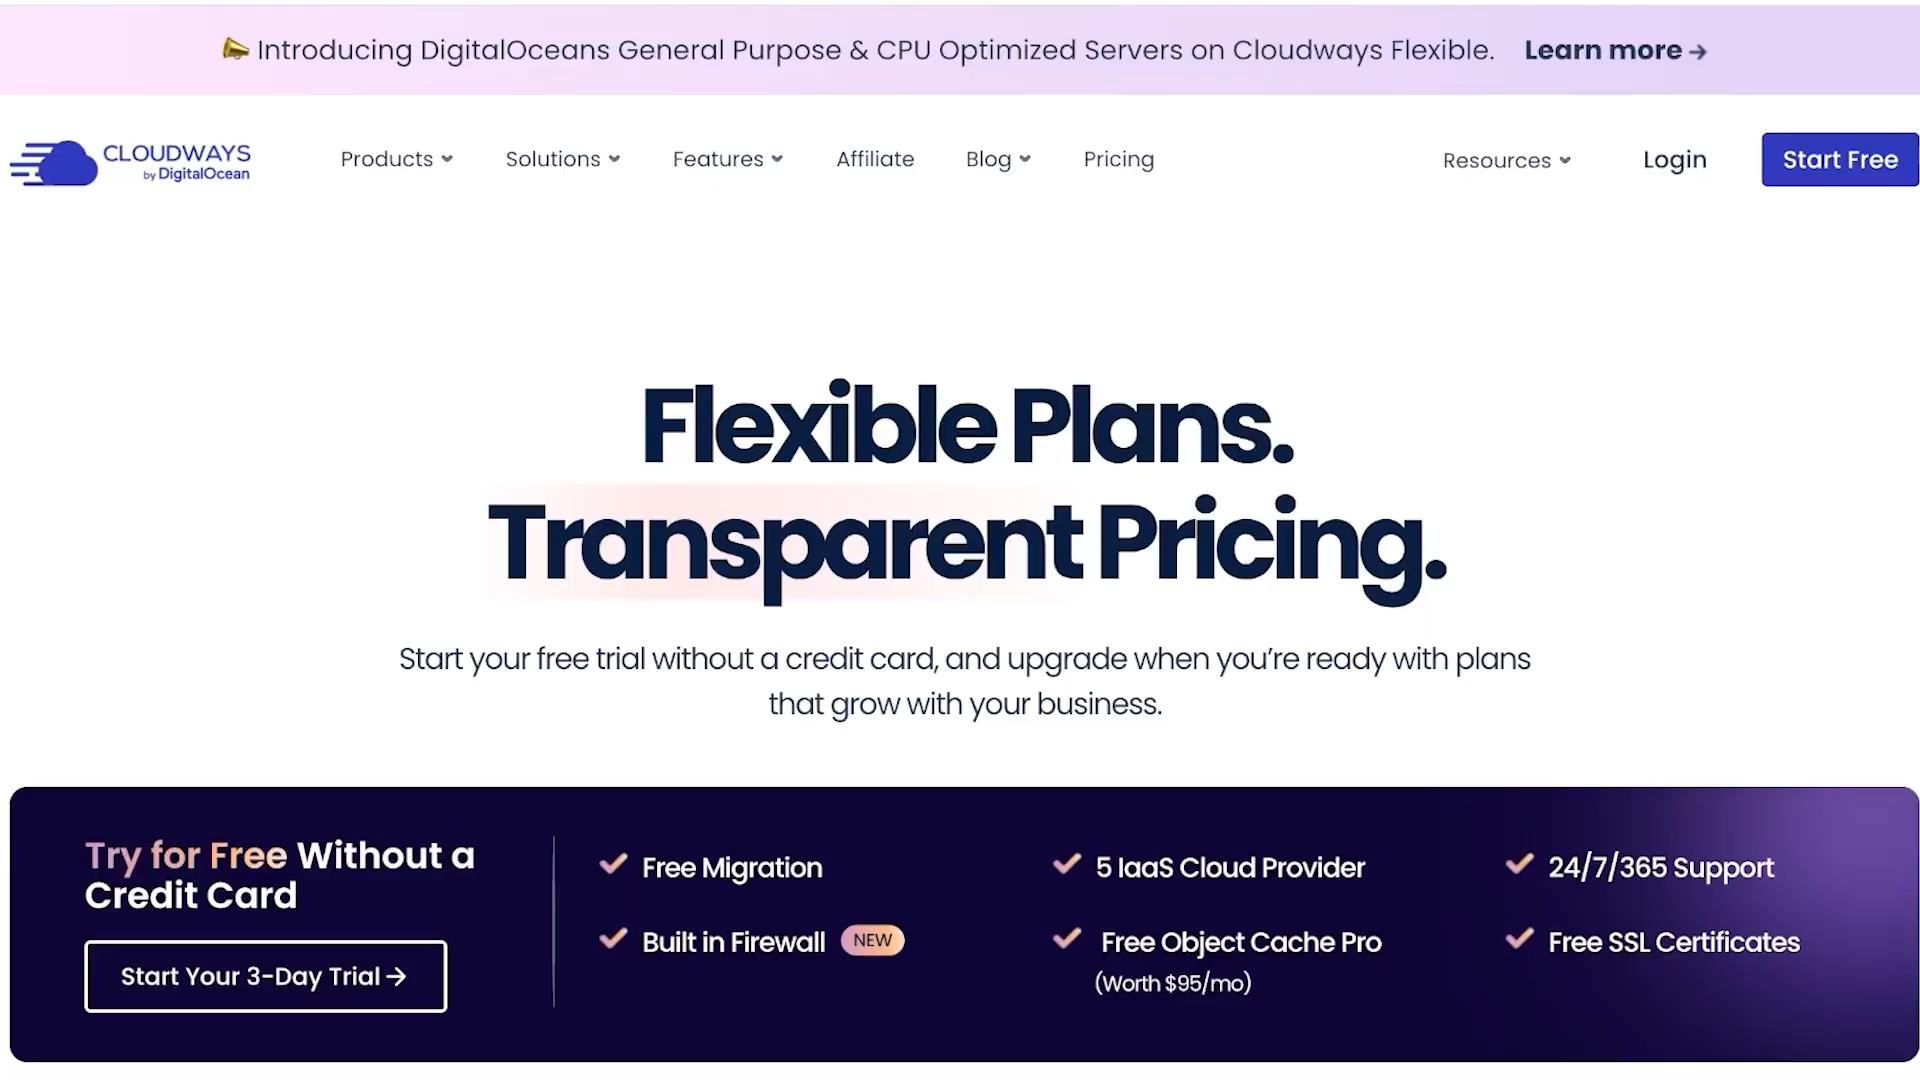 Introducing DigitalOceans General Purpose & CPU Optimized Servers on Cloudways Flexible. Learn more →
CLOUDWAYS
by DigitalOcean
Products Solutions Features Affiliate Blog Pricing Resources Login Start Free
Flexible Plans.
Transparent Pricing.
Start your free trial without a credit card, and upgrade when you’re ready with plans
that grow with your business.
Try for Free Without a
Credit Card
Start Your 3-Day Trial →
Free Migration
5 IaaS Cloud Provider
24/7/365 Support
Built in Firewall NEW
Free Object Cache Pro
(Worth $95/mo)
Free SSL Certificates